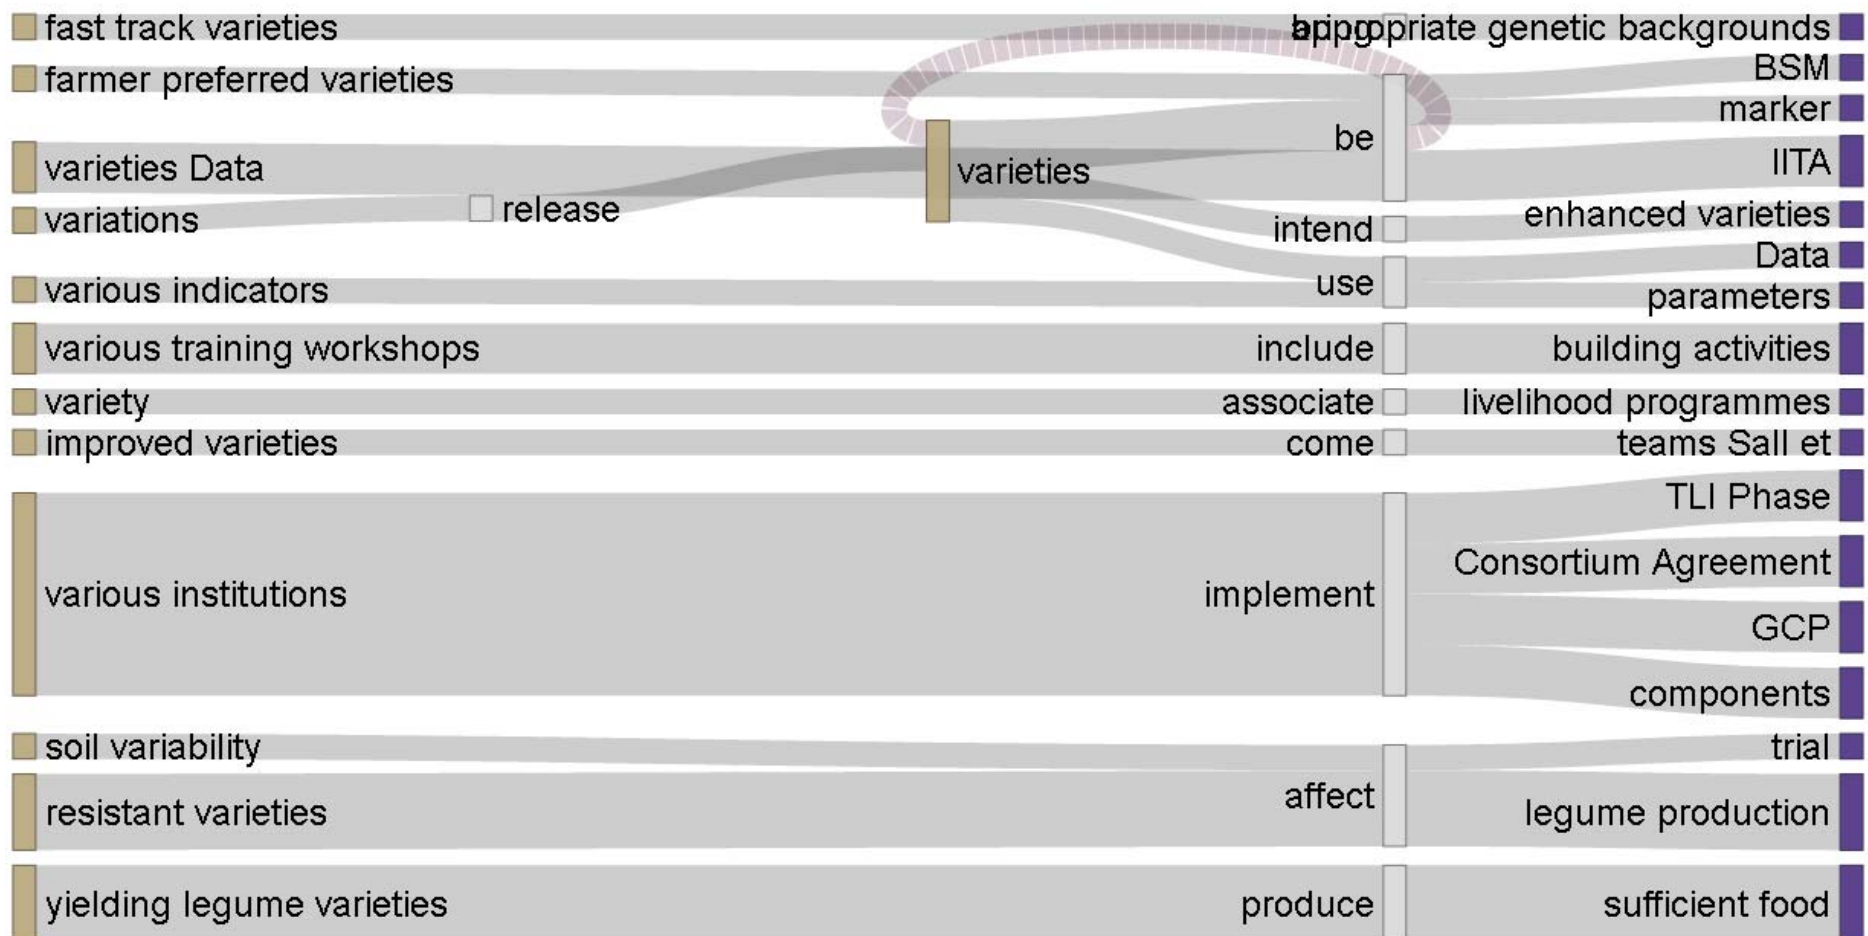 fast track varieties
bring
appropriate genetic backgrounds
farmer preferred varieties
BSM
marker
be
varieties Data
varieties
IITA
variations
release
intend
enhanced varieties
Data
various indicators
use
parameters
various training workshops
include
building activities
variety
associate
livelihood programmes
improved varieties
come
teams Sall et
TLI Phase
Consortium Agreement
various institutions
implement
GCP
components
soil variability
trial
resistant varieties
affect
legume production
yielding legume varieties
produce
sufficient food